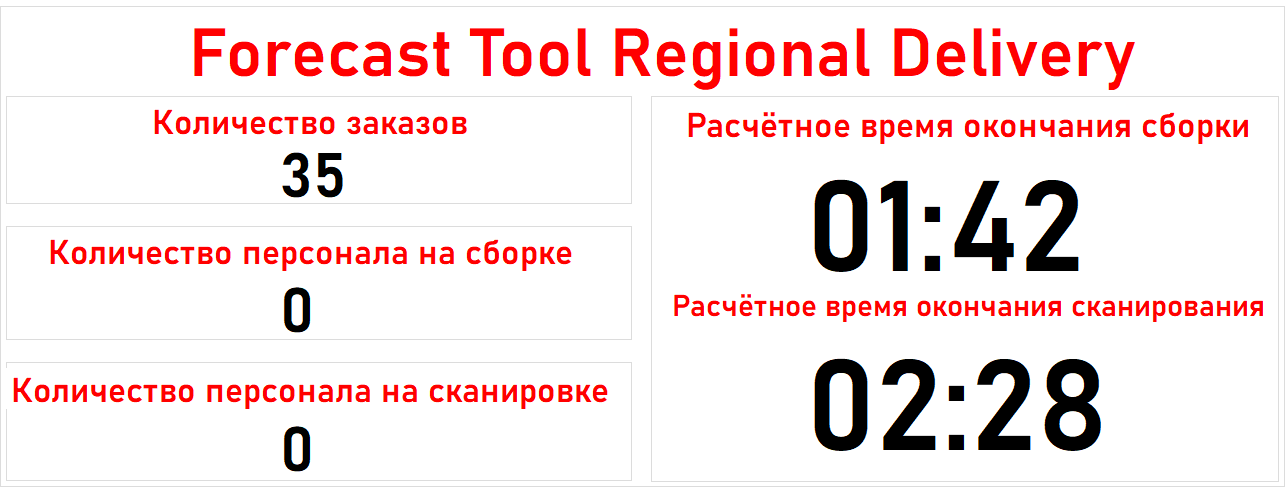 Forecast Tool Regional Delivery
Количество заказов
35
Количество персонала на сборке
0
Количество персонала на сканировке
0
Расчётное время окончания сборки
01:42
Расчётное время окончания сканирования
02:28